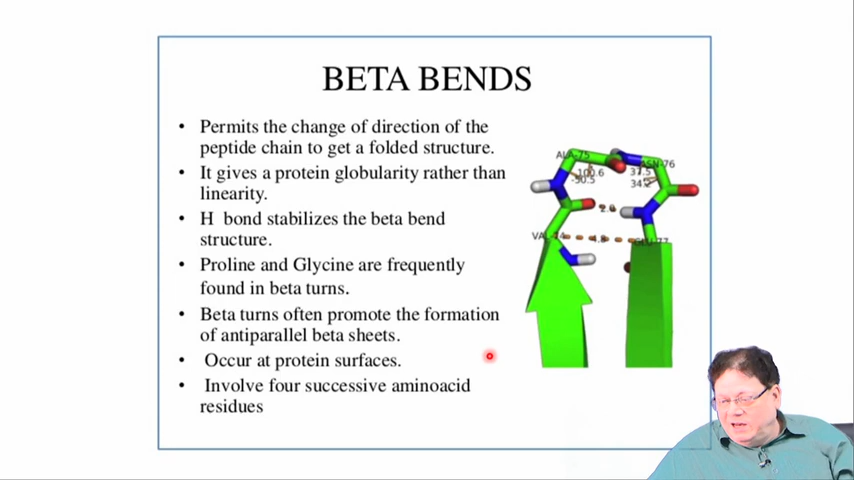 BETA BENDS
• Permits the change of direction of the
peptide chain to get a folded structure.
• It gives a protein globularity rather than
linearity.
• H bond stabilizes the beta bend
structure.
• Proline and Glycine are frequently
found in beta turns.
• Beta turns often promote the formation
of antiparallel beta sheets.
• Occur at protein surfaces.
• Involve four successive aminoacid
residues
ASN-76